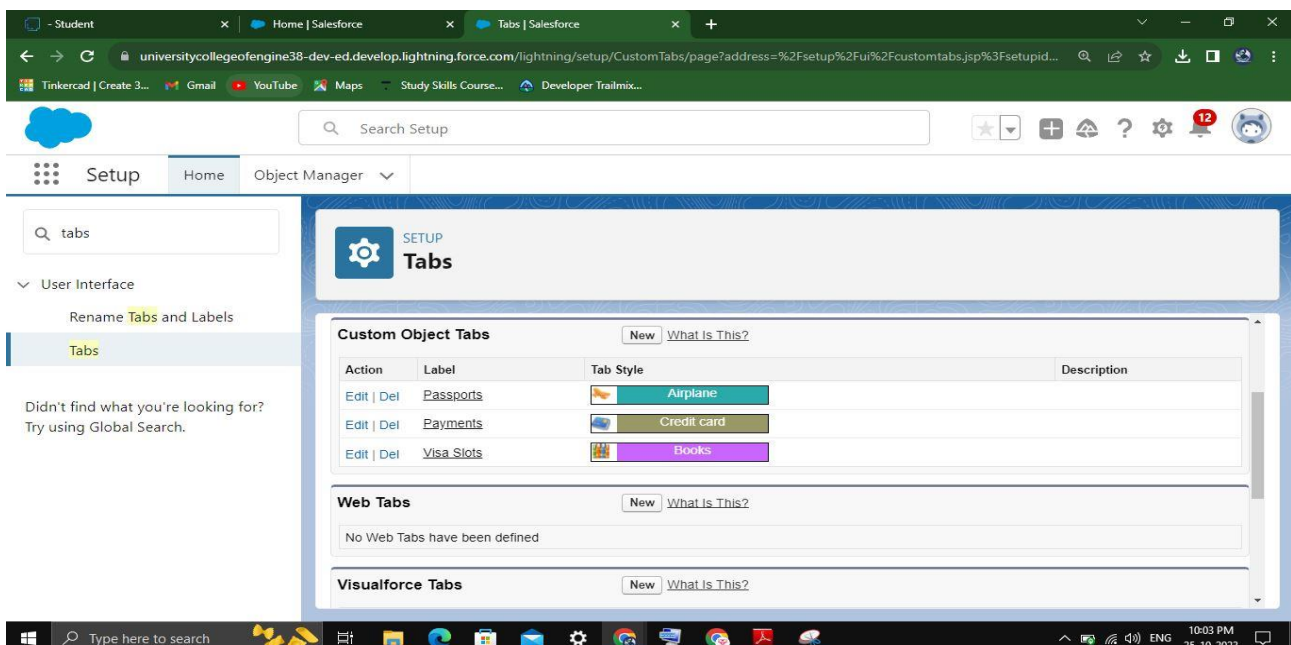 - Student
Home | Salesforce
Tabs | Salesforce
universitycollegeofengine38-dev-ed.develop.lightning.force.com/lightning/setup/CustomTabs/page?address=%2Fsetup%2Fui%2Fcustomtabs.jsp%3Fsetupid...
Tinkercad | Create 3... Gmail YouTube Maps Study Skills Course... Developer Trailmix...
Search Setup
12
Setup Home Object Manager
tabs
User Interface
Rename Tabs and Labels
Tabs
Didn't find what you're looking for?
Try using Global Search.
SETUP
Tabs
Custom Object Tabs New What Is This?
Action Label Tab Style Description
Edit | Del Passports Airplane
Edit | Del Payments Credit card
Edit | Del Visa Slots Books
Web Tabs New What Is This?
No Web Tabs have been defined
Visualforce Tabs New What Is This?
Type here to search
ENG
10:03 PM